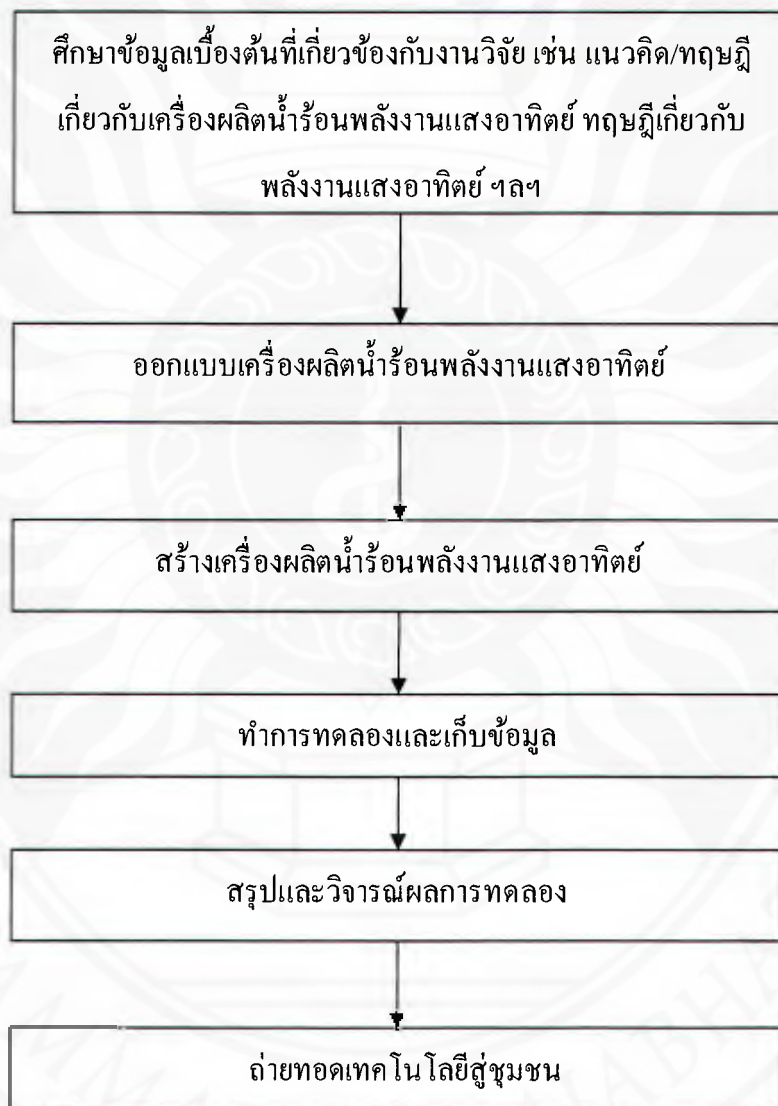 ศึกษาข้อมูลเบื้องต้นที่เกี่ยวข้องกับงานวิจัย เช่น แนวคิด/ทฤษฎี
เกี่ยวกับเครื่องผลิตน้ำร้อนพลังงานแสงอาทิตย์ ทฤษฎีเกี่ยวกับ
พลังงานแสงอาทิตย์ ฯลฯ
ออกแบบเครื่องผลิตน้ำร้อนพลังงานแสงอาทิตย์
สร้างเครื่องผลิตน้ำร้อนพลังงานแสงอาทิตย์
ทำการทดลองและเก็บข้อมูล
สรุปและวิจารณ์ผลการทดลอง
ถ่ายทอดเทคโนโลยีสู่ชุมชน